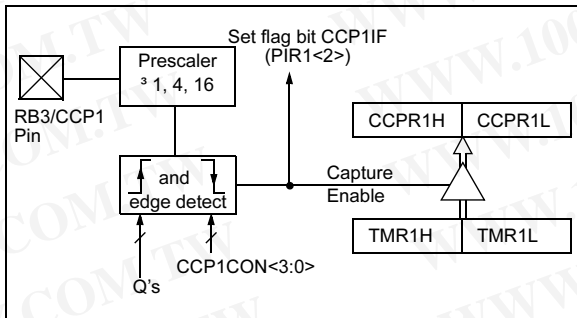 Set flag bit CCP1IF
(PIR1<2>)
Prescaler
³ 1, 4, 16
RB3/CCP1
Pin
CCPR1H CCPR1L
and
edge detect
Capture
Enable
TMR1H TMR1L
CCP1CON<3:0>
Q's